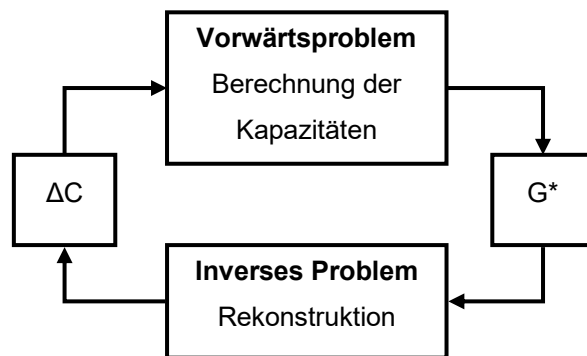 Vorwärtsproblem
Berechnung der
Kapazitäten
ΔC
G*
Inverses Problem
Rekonstruktion